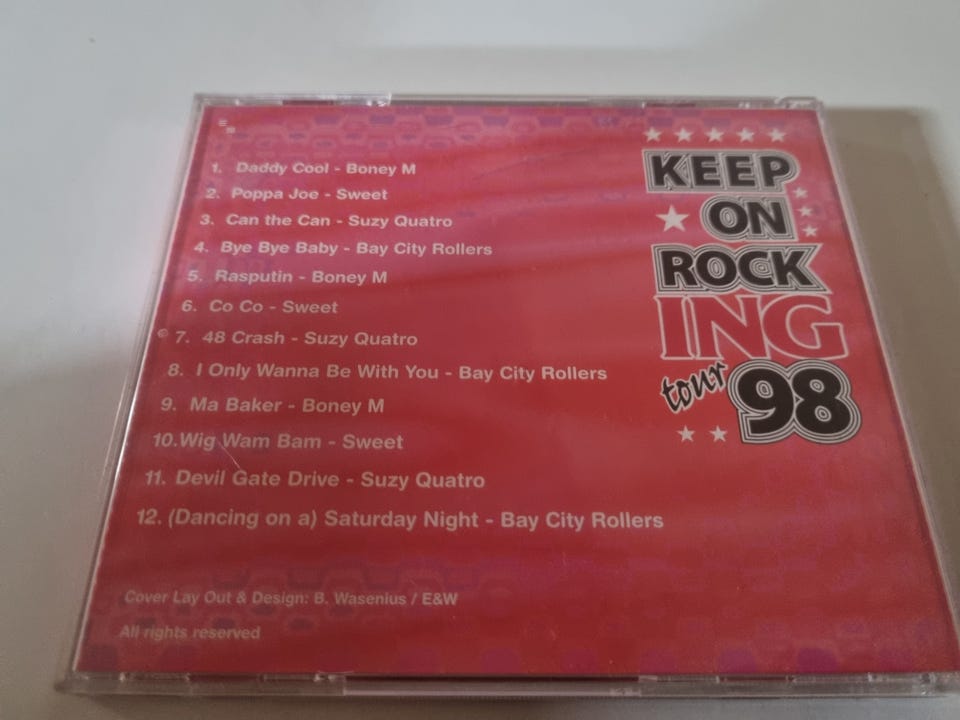 1. Daddy Cool - Boney M
2. Poppa Joe - Sweet
3. Can the Can - Suzy Quatro
4. Bye Bye Baby - Bay City Rollers
5. Rasputin - Boney M
6. Co Co - Sweet
© 7. 48 Crash - Suzy Quatro
8. I Only Wanna Be With You - Bay City Rollers
9. Ma Baker - Boney M
10. Wig Wam Bam - Sweet
11. Devil Gate Drive - Suzy Quatro
12. (Dancing on a) Saturday Night - Bay City Rollers
Cover Lay Out & Design: B. Wasenius / E&W
All rights reserved
KEEP
ON
ROCK
ING
tour 98